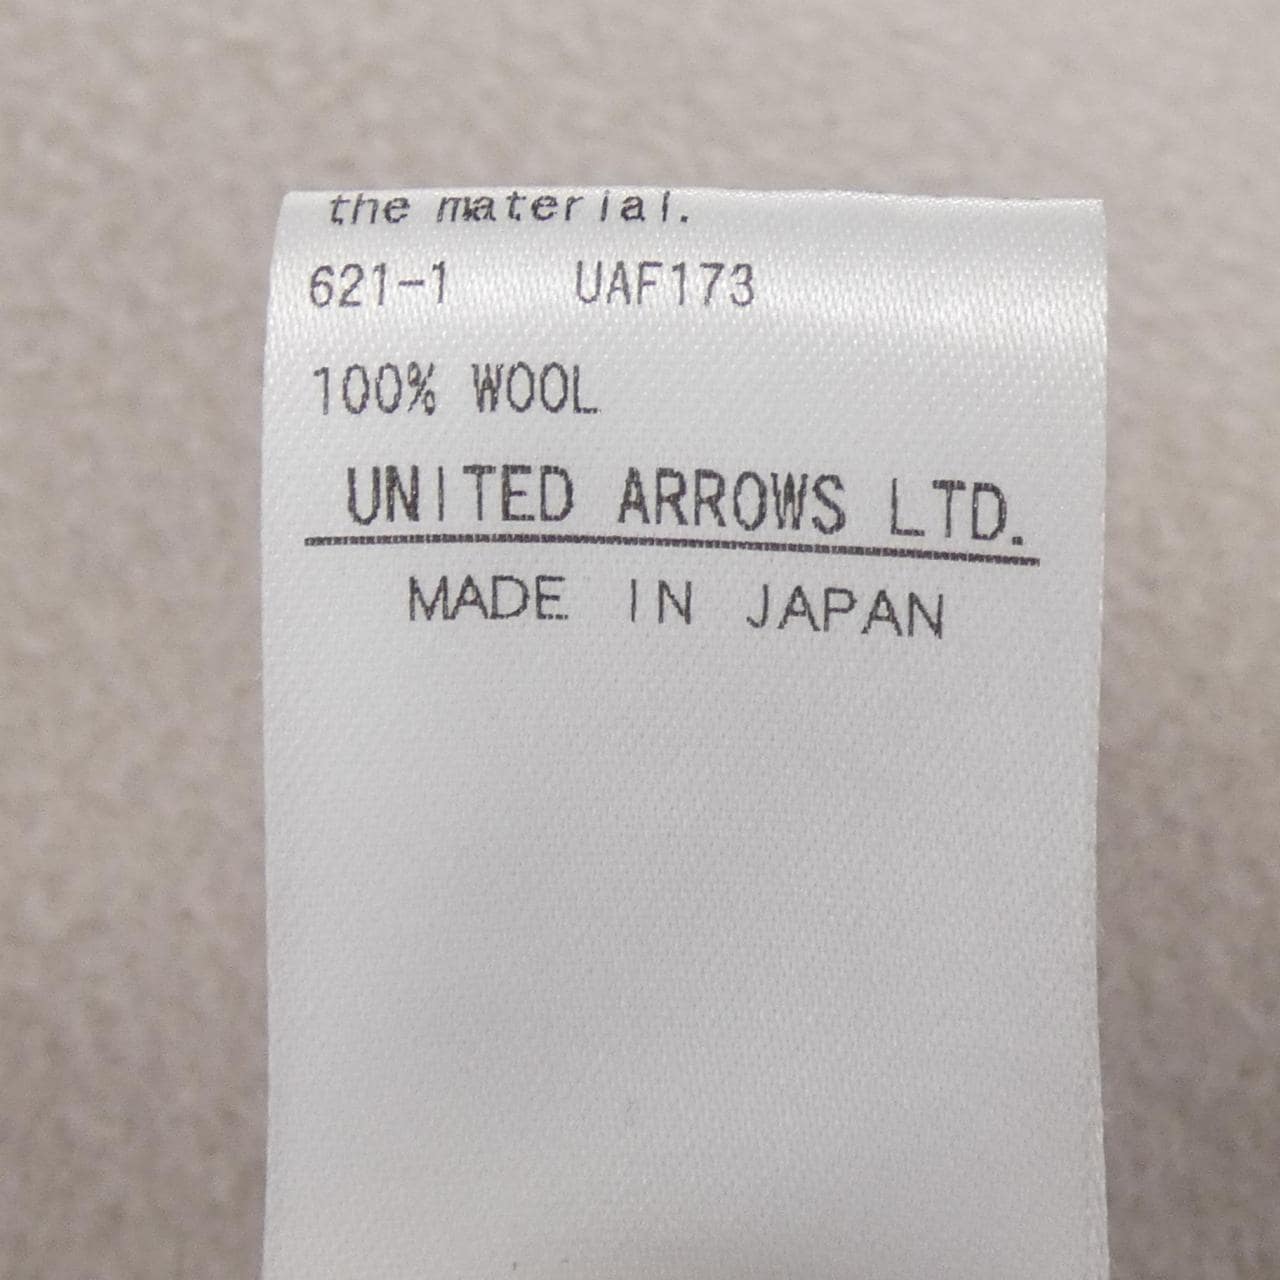 the material.
621-1 UAF173
100% WOOL
UNITED ARROWS LTD.
MADE IN JAPAN